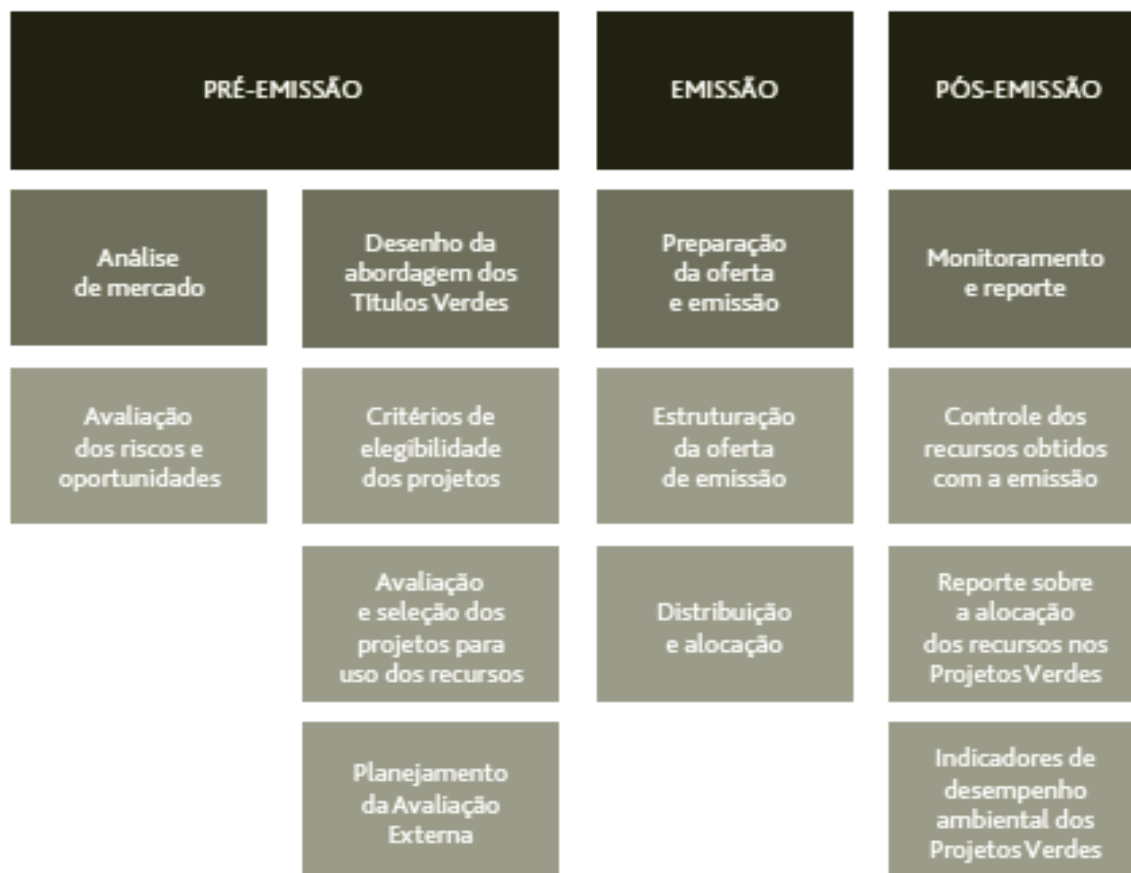 PRÉ-EMISSÃO
EMISSÃO
PÓS-EMISSÃO
Análise
de mercado
Desenho da
abordagem dos
Títulos Verdes
Preparação
da oferta
e emissão
Monitoramento
e reporte
Avaliação
dos riscos e
oportunidades
Critérios de
elegibilidade
dos projetos
Estruturação
da oferta
de emissão
Controle dos
recursos obtidos
com a emissão
Avaliação
e seleção dos
projetos para
uso dos recursos
Distribuição
e alocação
Reporte sobre
a alocação
dos recursos nos
Projetos Verdes
Planejamento
da Avaliação
Externa
Indicadores de
desempenho
ambiental dos
Projetos Verdes